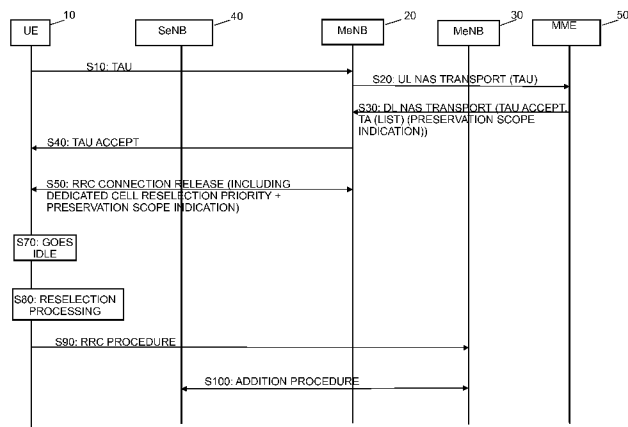 10
40
20
30
50
UE
SeNB
MeNB
MeNB
MME
S10: TAU
S20: UL NAS TRANSPORT (TAU)
S30: DL NAS TRANSPORT (TAU ACCEPT,
TA (LIST) (PRESERVATION SCOPE
INDICATION))
S40: TAU ACCEPT
S50: RRC CONNECTION RELEASE (INCLUDING
DEDICATED CELL RESELECTION PRIORITY +
PRESERVATION SCOPE INDICATION)
S70: GOES
IDLE
S80: RESELECTION
PROCESSING
S90: RRC PROCEDURE
S100: ADDITION PROCEDURE